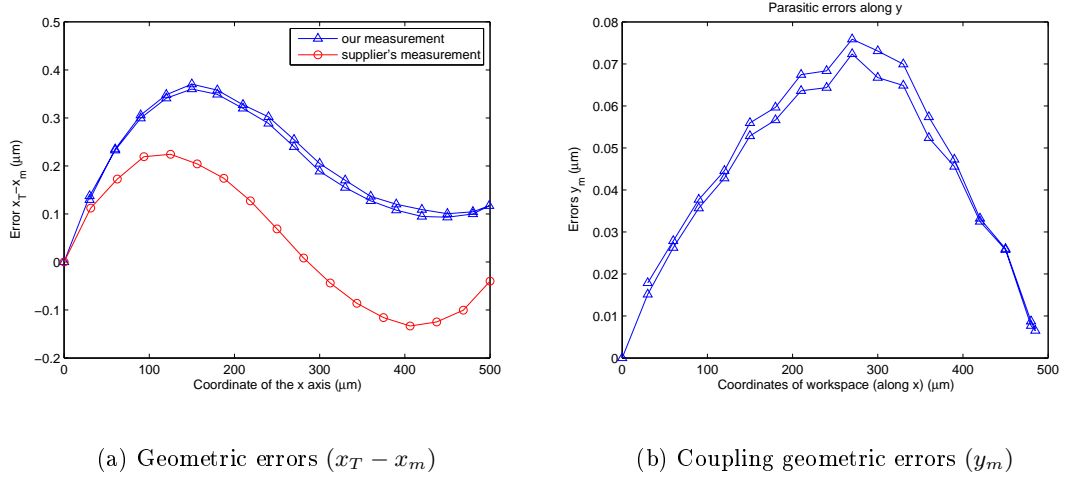 our measurement
supplier's measurement
0.5
0.4
0.3
0.2
0.1
0
−0.1
−0.2
Error x_T−x_m (μm)
0 100 200 300 400 500
Coordinate of the x axis (μm)
(a) Geometric errors (x_T − x_m)
Parasitic errors along y
0.08
0.07
0.06
0.05
0.04
0.03
0.02
0.01
0
Errors y_m (μm)
0 100 200 300 400 500
Coordinates of workspace (along x) (μm)
(b) Coupling geometric errors (y_m)